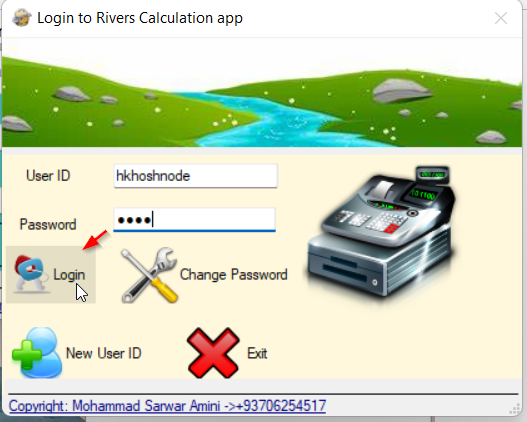 Login to Rivers Calculation app
User ID
hkhoshnode
Password
Login
Change Password
New User ID
Exit
Copyright: Mohammad Sarwar Amini ->+93706254517